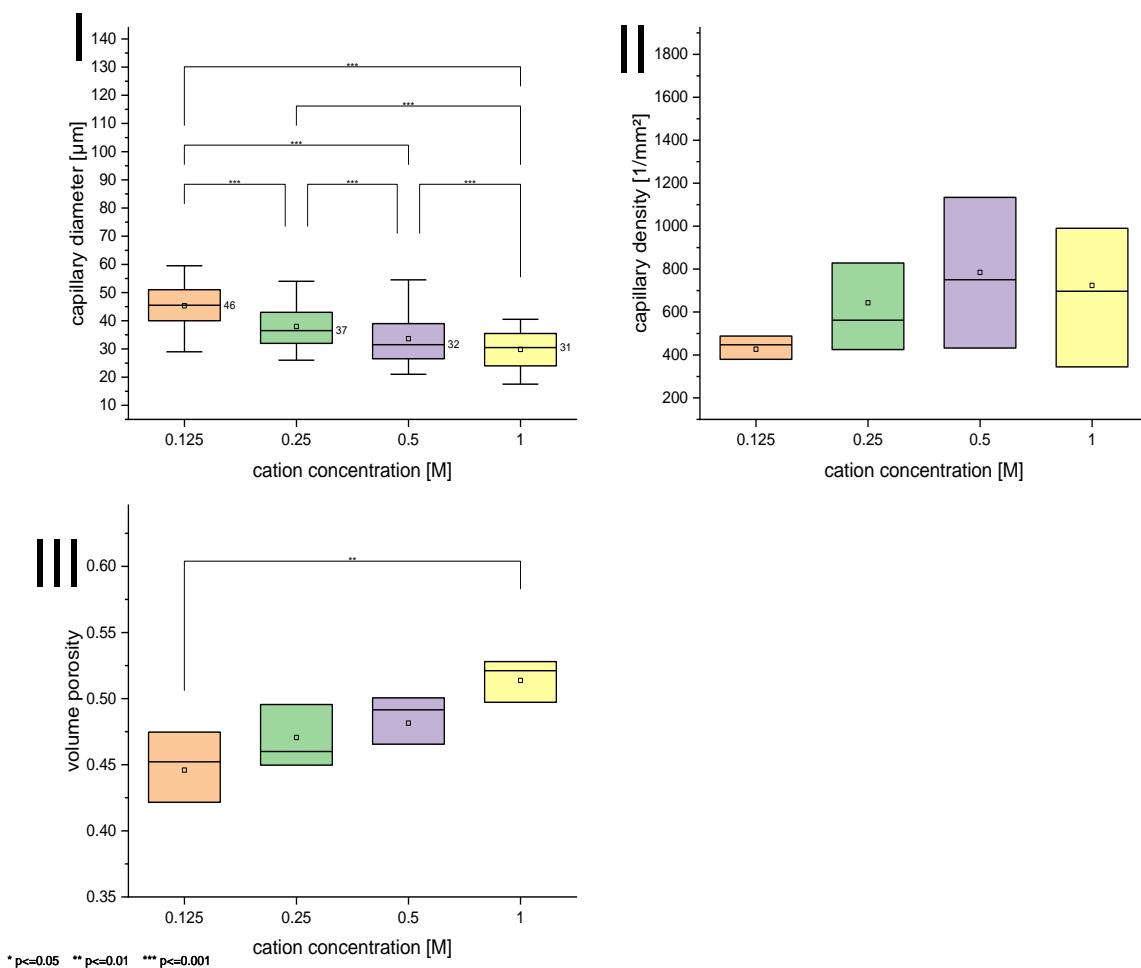 I
140
130
120
110
100
90
80
70
60
50
40
30
20
10
capillary diameter [µm]
***
***
***
*** *** ***
46
37
32
31
0.125 0.25 0.5 1
cation concentration [M]
II
1800
1600
1400
1200
1000
800
600
400
200
capillary density [1/mm²]
0.125 0.25 0.5 1
cation concentration [M]
III
0.60
0.55
0.50
0.45
0.40
0.35
volume porosity
**
0.125 0.25 0.5 1
cation concentration [M]
* p<=0.05 ** p<=0.01 *** p<=0.001